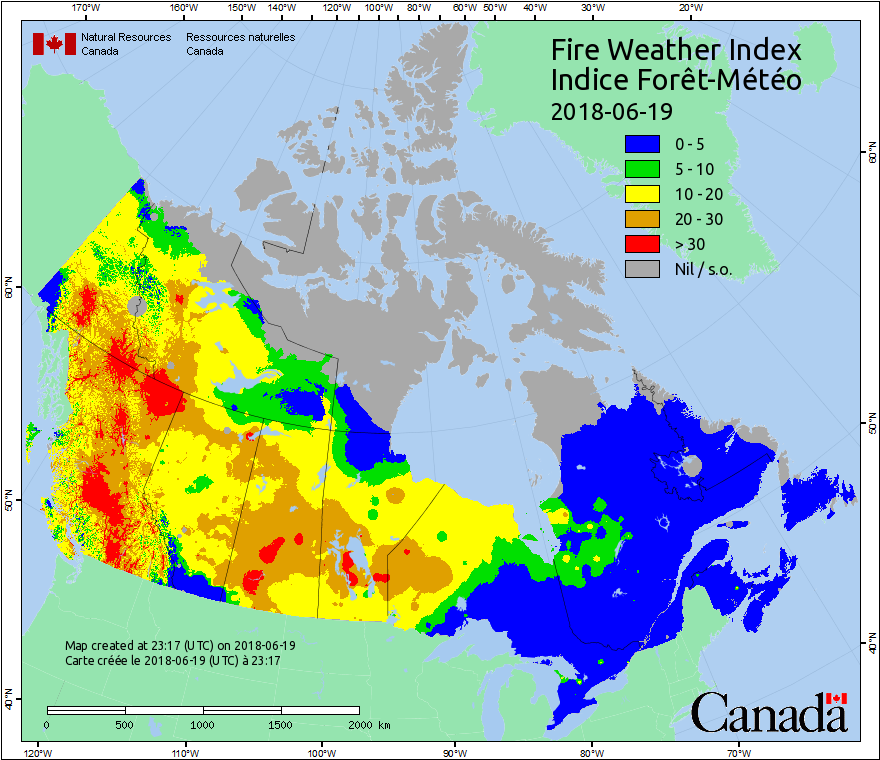 170°W 160°W 150°W 140°W 120°W 100°W 80°W 60°W 50°W 40°W 30°W 20°W
Natural Resources Ressources naturelles
Canada Canada
Fire Weather Index
Indice Forêt-Météo
2018-06-19
0 - 5
5 - 10
10 - 20
20 - 30
> 30
Nil / s.o.
60°N
60°N
50°N
50°N
40°N
40°N
Map created at 23:17 (UTC) on 2018-06-19
Carte créée le 2018-06-19 (UTC) à 23:17
0 500 1000 1500 2000 km
Canada
120°W 110°W 100°W 90°W 80°W 70°W